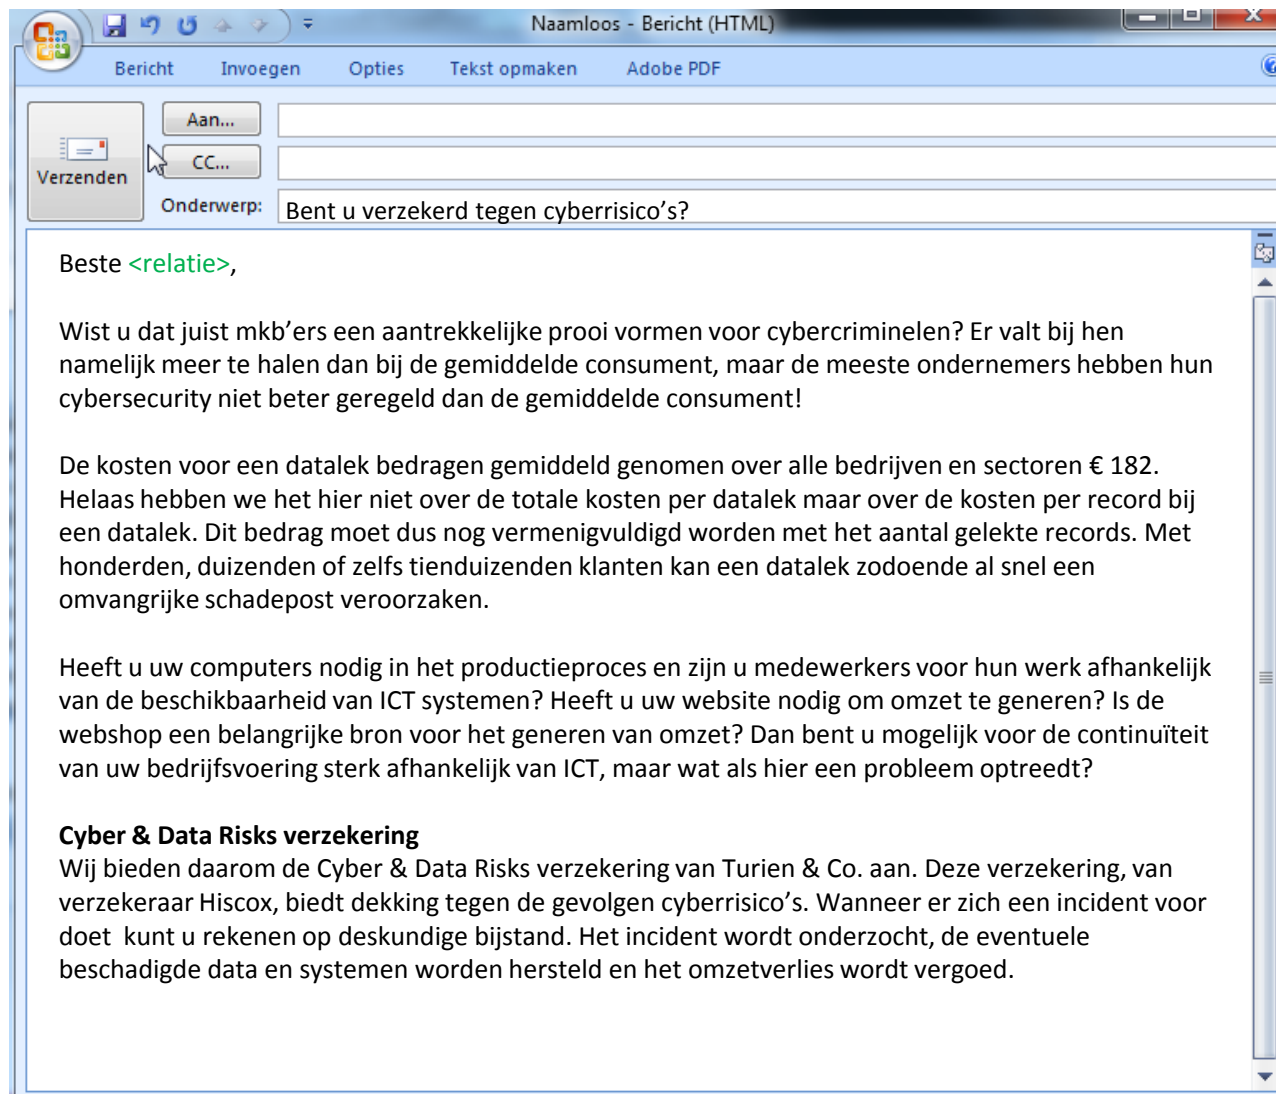 Naamloos - Bericht (HTML)
Bericht Invoegen Opties Tekst opmaken Adobe PDF
Verzenden
Aan...
CC...
Onderwerp: Bent u verzekerd tegen cyberrisico’s?
Beste <relatie>,
Wist u dat juist mkb’ers een aantrekkelijke prooi vormen voor cybercriminelen? Er valt bij hen
namelijk meer te halen dan bij de gemiddelde consument, maar de meeste ondernemers hebben hun
cybersecurity niet beter geregeld dan de gemiddelde consument!
De kosten voor een datalek bedragen gemiddeld genomen over alle bedrijven en sectoren € 182.
Helaas hebben we het hier niet over de totale kosten per datalek maar over de kosten per record bij
een datalek. Dit bedrag moet dus nog vermenigvuldigd worden met het aantal gelekte records. Met
honderden, duizenden of zelfs tienduizenden klanten kan een datalek zodoende al snel een
omvangrijke schadepost veroorzaken.
Heeft u uw computers nodig in het productieproces en zijn u medewerkers voor hun werk afhankelijk
van de beschikbaarheid van ICT systemen? Heeft u uw website nodig om omzet te generen? Is de
webshop een belangrijke bron voor het generen van omzet? Dan bent u mogelijk voor de continuïteit
van uw bedrijfsvoering sterk afhankelijk van ICT, maar wat als hier een probleem optreedt?
Cyber & Data Risks verzekering
Wij bieden daarom de Cyber & Data Risks verzekering van Turien & Co. aan. Deze verzekering, van
verzekeraar Hiscox, biedt dekking tegen de gevolgen cyberrisico’s. Wanneer er zich een incident voor
doet  kunt u rekenen op deskundige bijstand. Het incident wordt onderzocht, de eventuele
beschadigde data en systemen worden hersteld en het omzetverlies wordt vergoed.